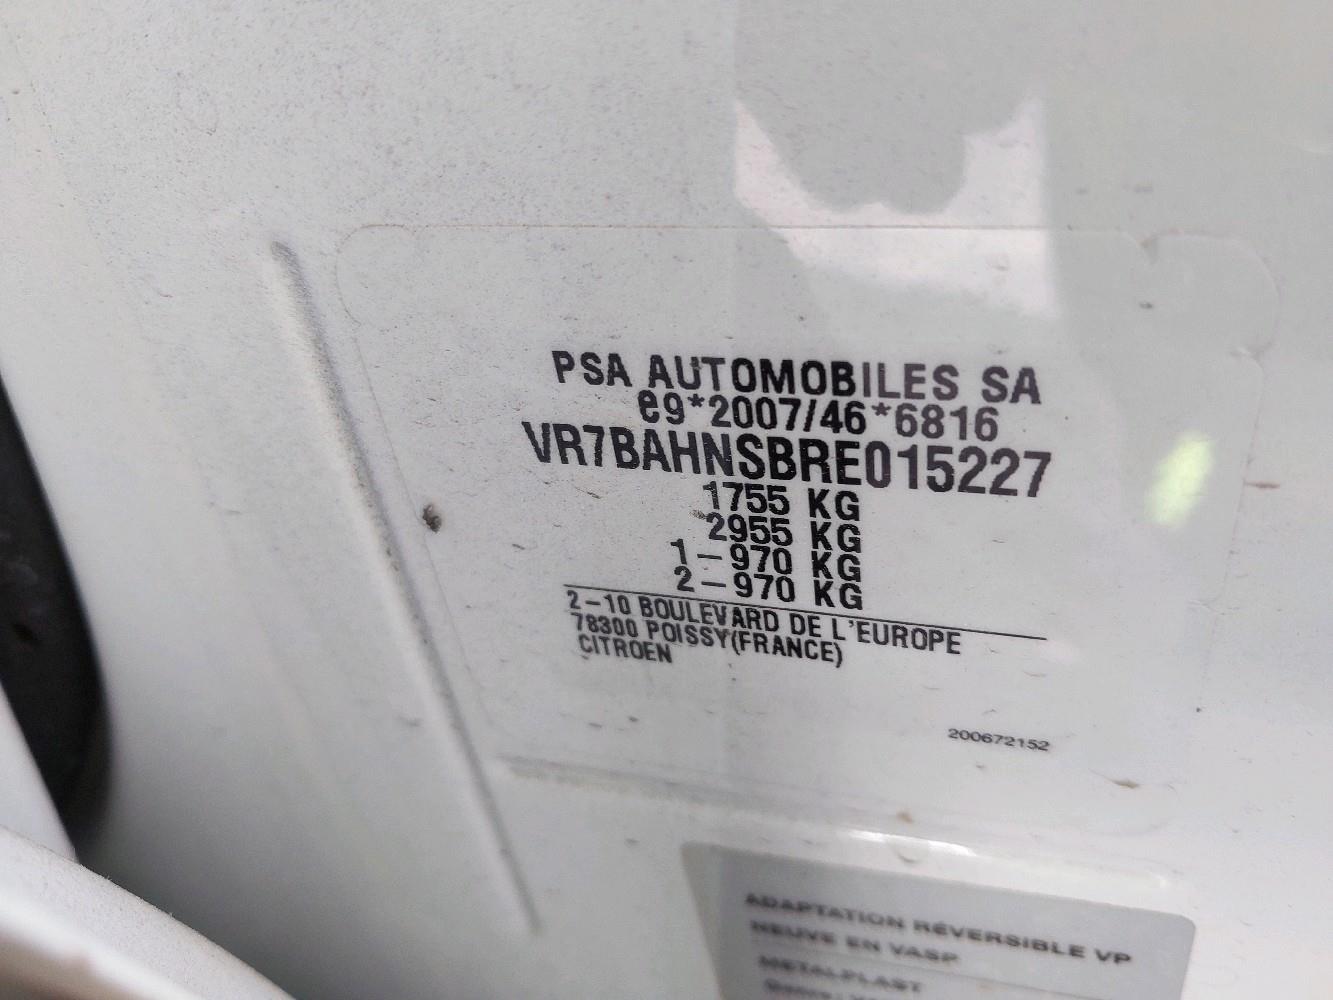 PSA AUTOMOBILES SA
e9*2007/46*6816
VR7BAHNSBRE015227
1755 KG
2955 KG
1-970 KG
2-970 KG
2-10 BOULEVARD DE L'EUROPE
78300 POISSY(FRANCE)
CITROEN
200672152
ADAPTATION RÉVERSIBLE VP
NEUVE EN VASP
METALPLAST